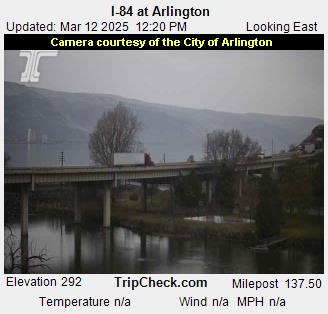 I-84 at Arlington
Updated: Mar 12 2025 12:20 PM Looking East
Camera courtesy of the City of Arlington
Elevation 292 TripCheck.com Milepost 137.50
Temperature n/a Wind n/a MPH n/a